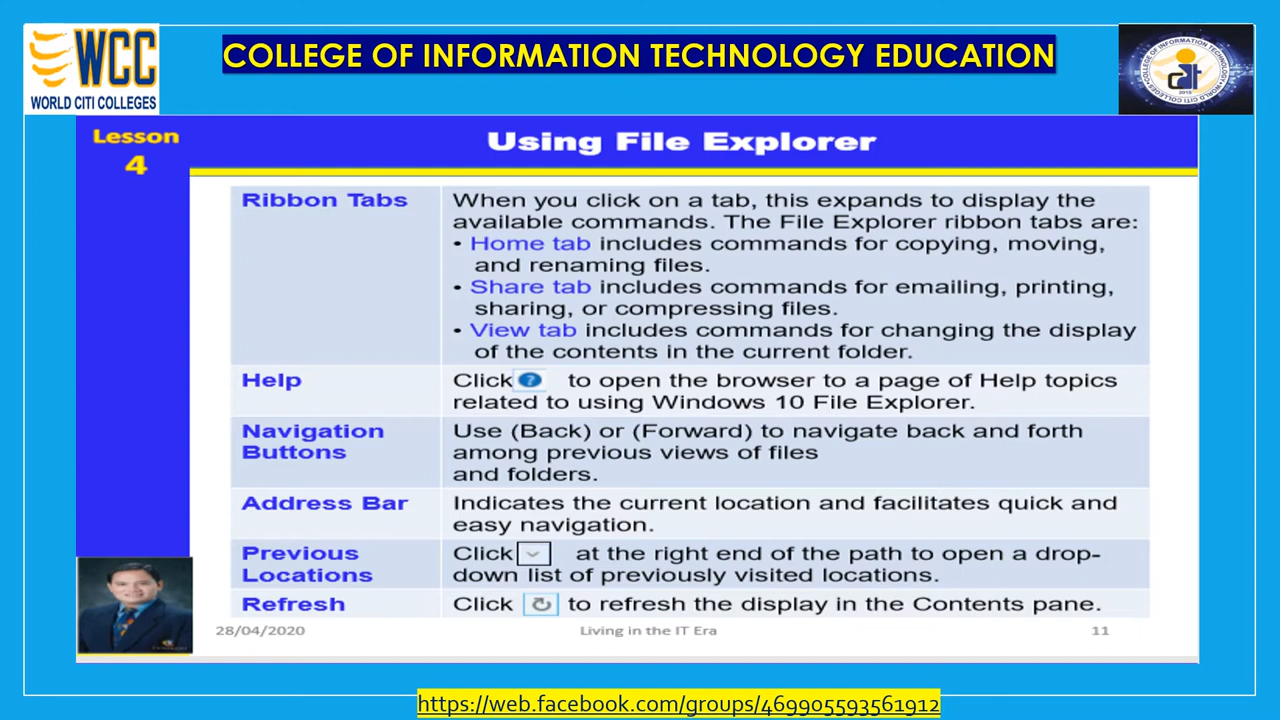 WCC
WORLD CITI COLLEGES
COLLEGE OF INFORMATION TECHNOLOGY EDUCATION
Lesson
4
Using File Explorer
Ribbon Tabs
When you click on a tab, this expands to display the
available commands. The File Explorer ribbon tabs are:
• Home tab includes commands for copying, moving,
and renaming files.
• Share tab includes commands for emailing, printing,
sharing, or compressing files.
• View tab includes commands for changing the display
of the contents in the current folder.
Help
Click ? to open the browser to a page of Help topics
related to using Windows 10 File Explorer.
Navigation
Buttons
Use (Back) or (Forward) to navigate back and forth
among previous views of files
and folders.
Address Bar
Indicates the current location and facilitates quick and
easy navigation.
Previous
Locations
Click at the right end of the path to open a drop-
down list of previously visited locations.
Refresh
Click to refresh the display in the Contents pane.
28/04/2020
Living in the IT Era
11
https://web.facebook.com/groups/469905593561912